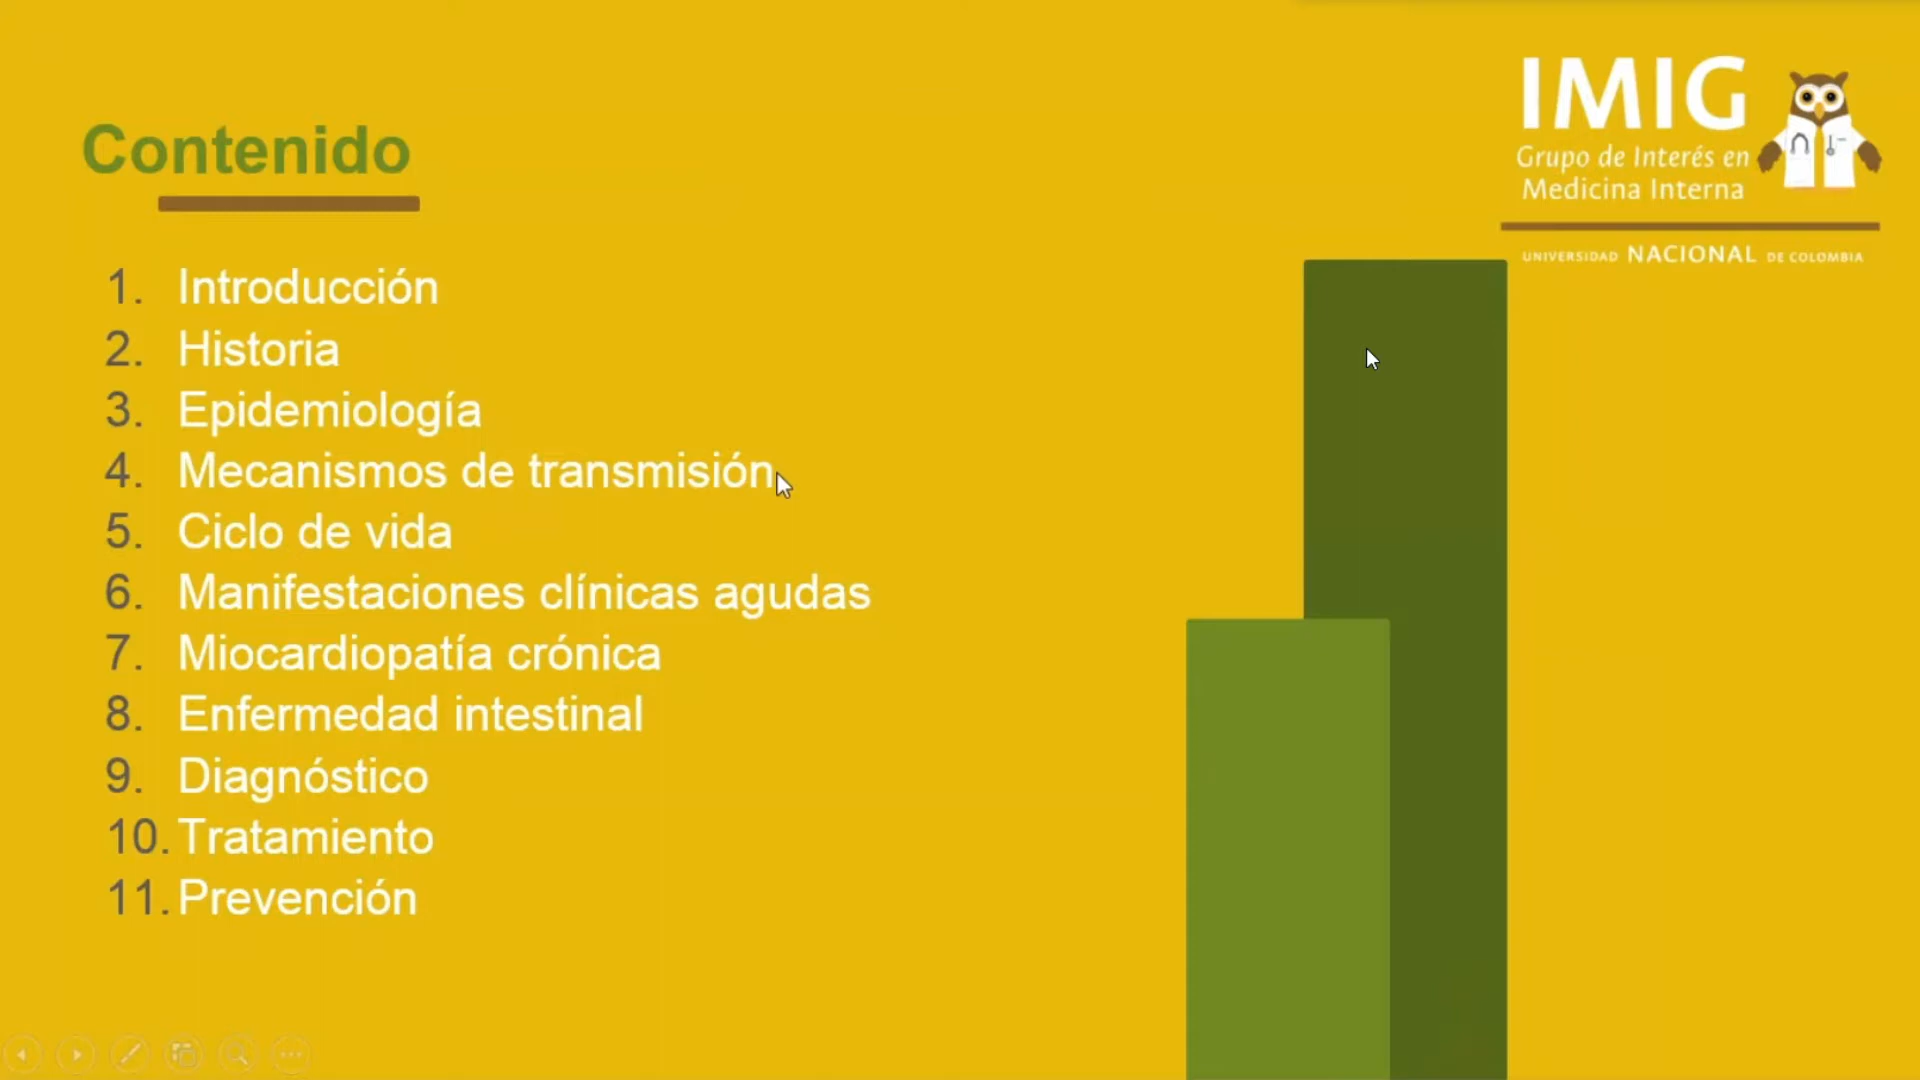 Contenido
1. Introducción
2. Historia
3. Epidemiología
4. Mecanismos de transmisión
5. Ciclo de vida
6. Manifestaciones clínicas agudas
7. Miocardiopatía crónica
8. Enfermedad intestinal
9. Diagnóstico
10. Tratamiento
11. Prevención
IMIG
Grupo de Interés en
Medicina Interna
UNIVERSIDAD NACIONAL DE COLOMBIA